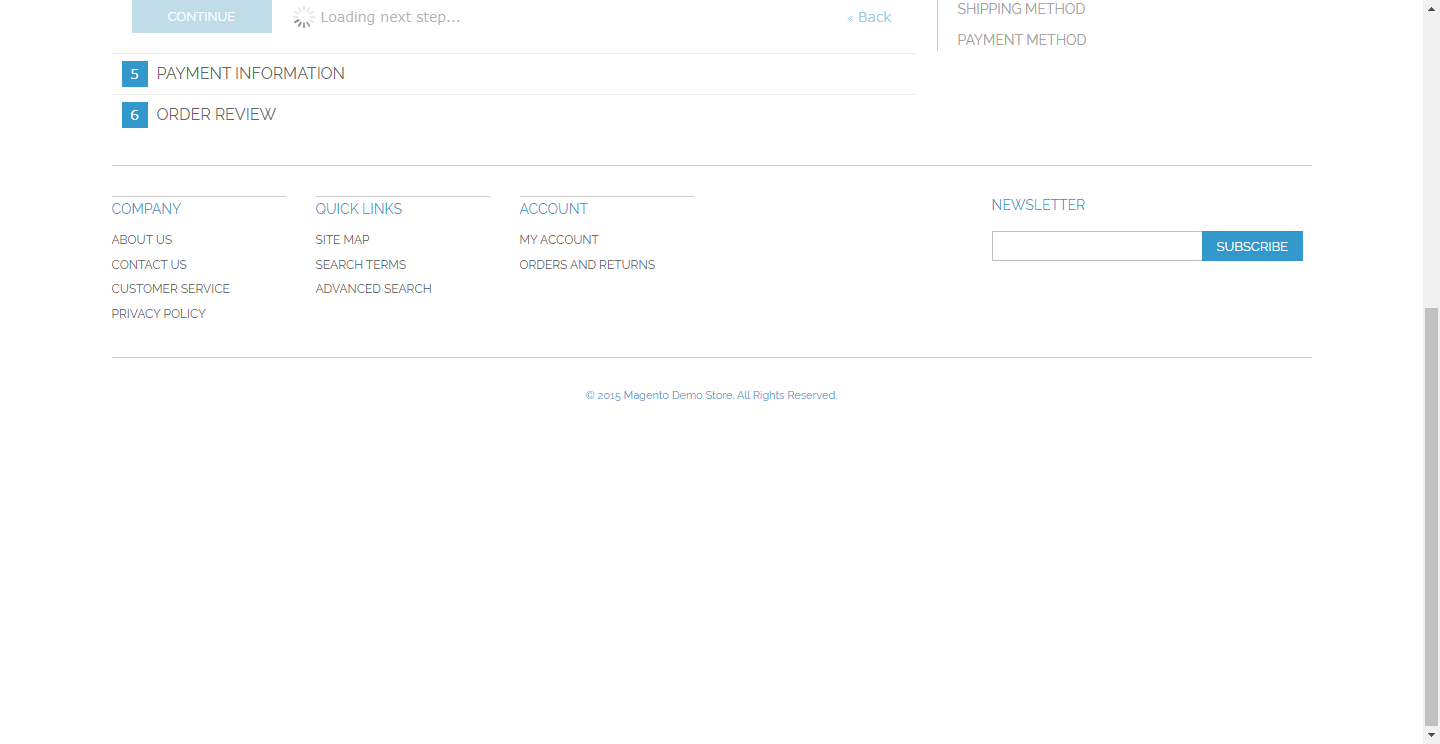 CONTINUE
Loading next step...
« Back
SHIPPING METHOD
PAYMENT METHOD
5 PAYMENT INFORMATION
6 ORDER REVIEW
COMPANY
ABOUT US
CONTACT US
CUSTOMER SERVICE
PRIVACY POLICY
QUICK LINKS
SITE MAP
SEARCH TERMS
ADVANCED SEARCH
ACCOUNT
MY ACCOUNT
ORDERS AND RETURNS
NEWSLETTER
SUBSCRIBE
© 2015 Magento Demo Store. All Rights Reserved.